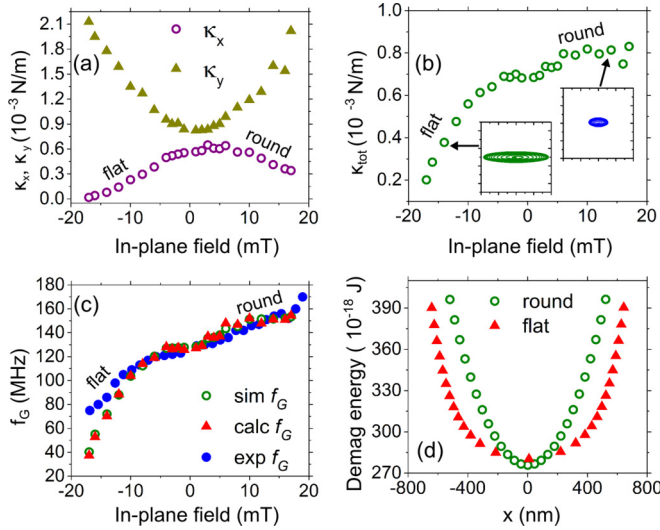 2.1
1.8
1.5
1.2
0.9
0.6
0.3
0.0
κx, κy (10⁻³ N/m)
(a)
κx
κy
flat
round
-20 -10 0 10 20
In-plane field (mT)
1.0
0.8
0.6
0.4
0.2
κtot (10⁻³ N/m)
(b)
round
flat
-20 -10 0 10 20
In-plane field (mT)
180
160
140
120
100
80
60
40
20
0
fG (MHz)
(c)
round
flat
sim fG
calc fG
exp fG
-20 -10 0 10 20
In-plane field (mT)
390
360
330
300
270
Demag energy ( 10⁻¹⁸ J)
round
flat
(d)
-800 -400 0 400 800
x (nm)